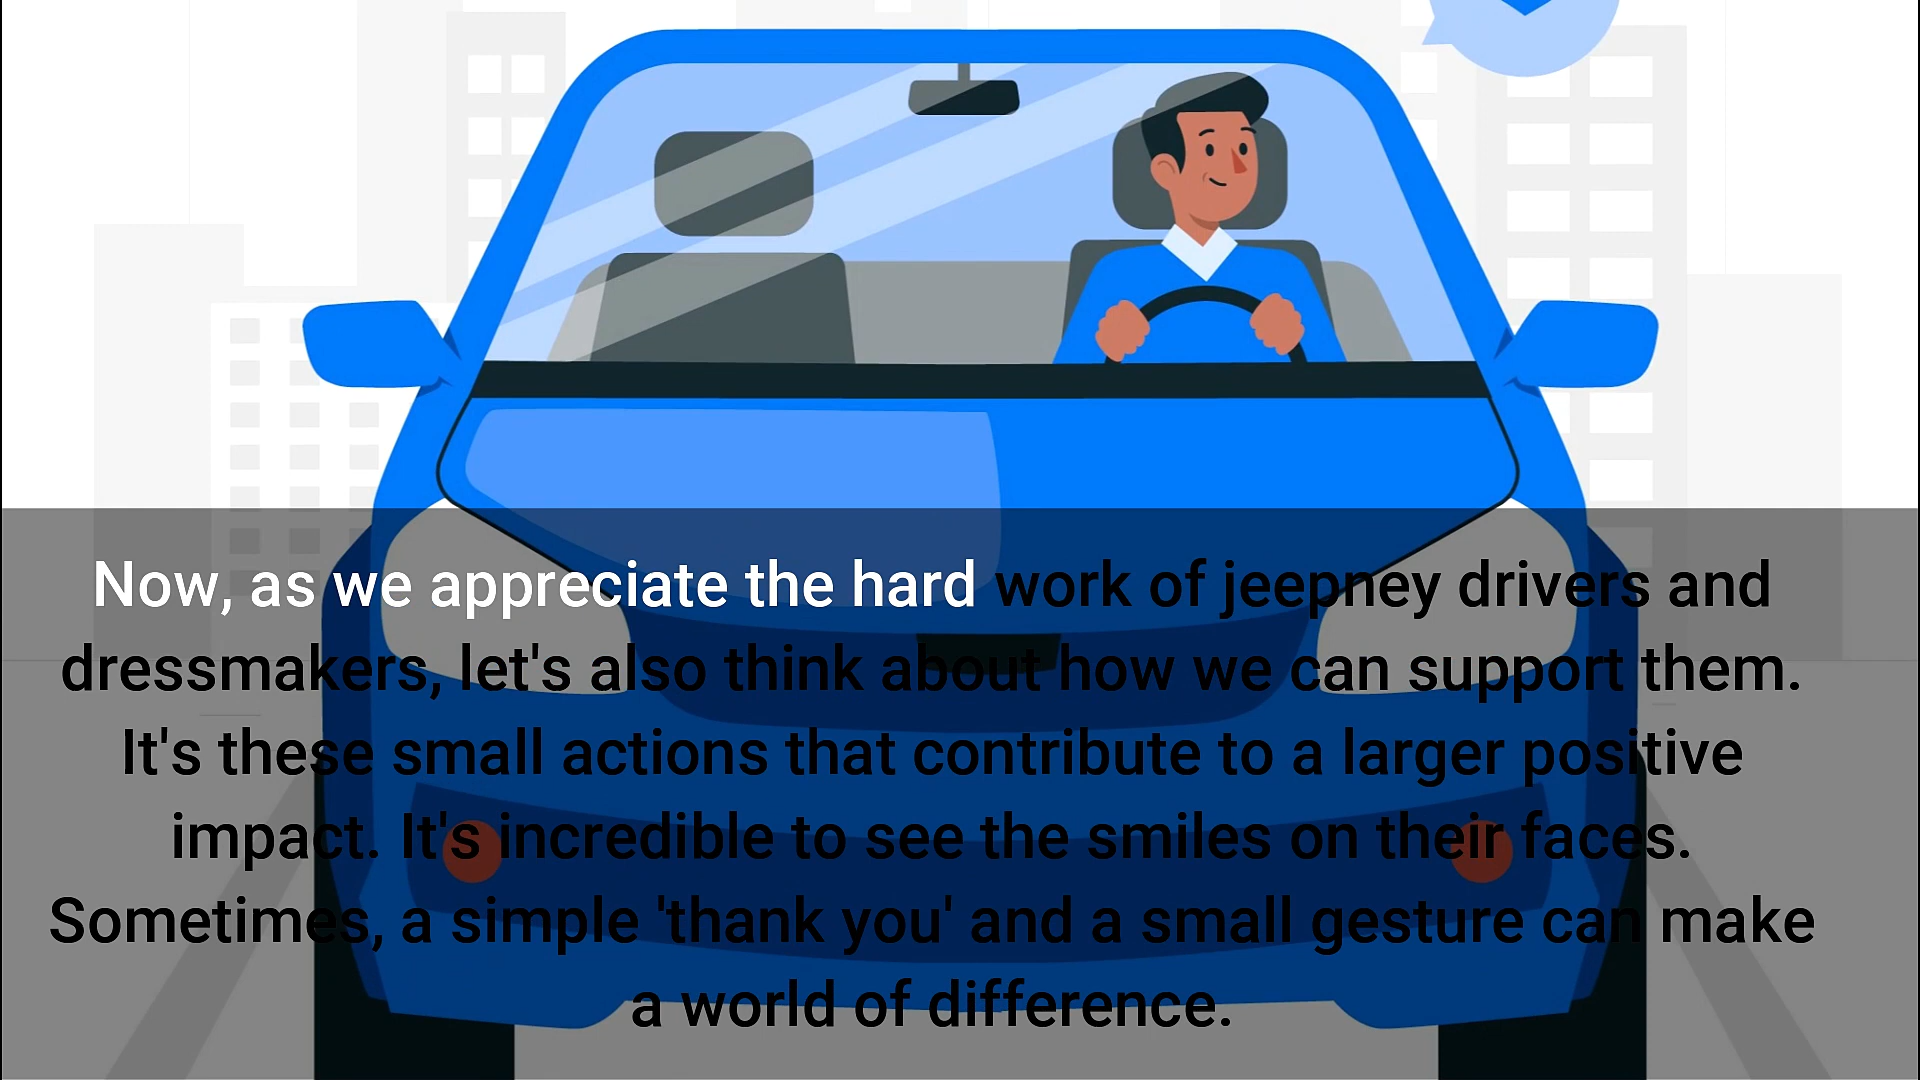 Now, as we appreciate the hard work of jeepney drivers and
dressmakers, let's also think about how we can support them.
It's these small actions that contribute to a larger positive
impact. It's incredible to see the smiles on their faces.
Sometimes, a simple 'thank you' and a small gesture can make
a world of difference.